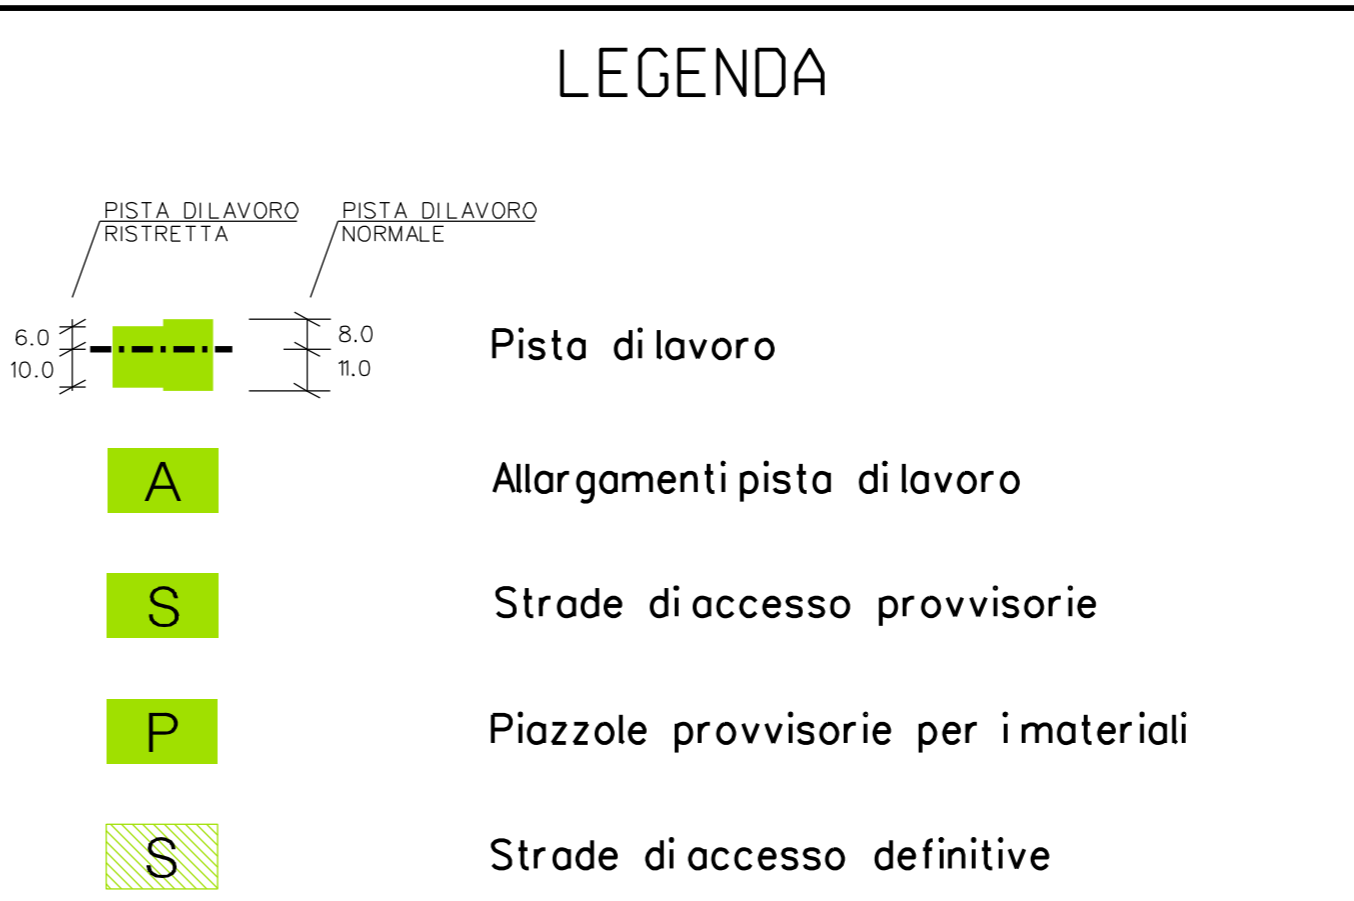 LEGENDA
PISTA DI LAVORO
RISTRETTA
PISTA DI LAVORO
NORMALE
6.0
10.0
8.0
11.0
Pista di lavoro
A
Allargamenti pista di lavoro
S
Strade di accesso provvisorie
P
Piazzole provvisorie per i materiali
S
Strade di accesso definitive